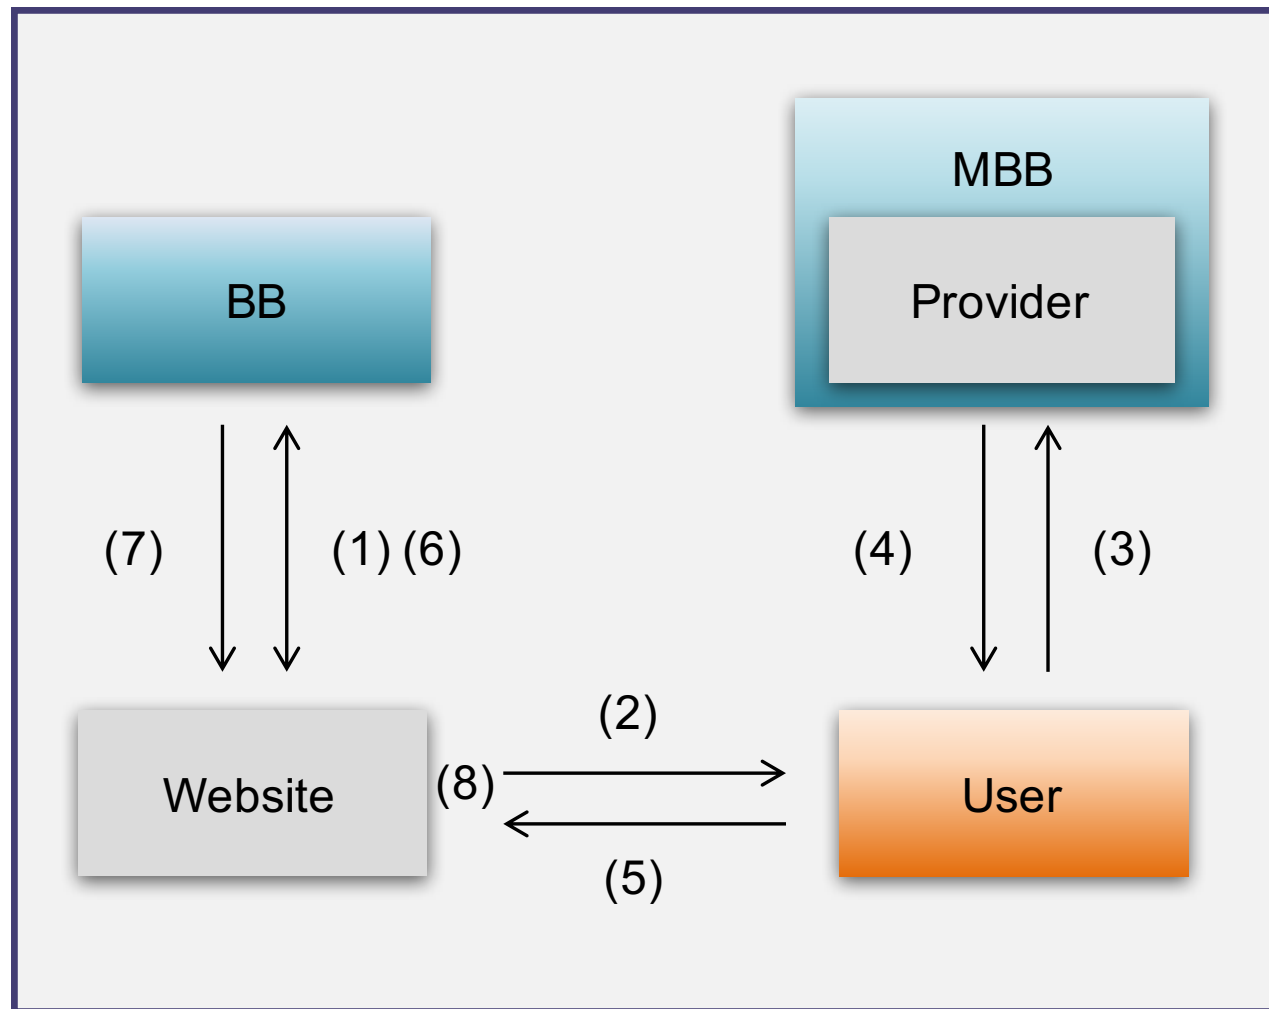 MBB
BB
Provider
(7)
(1) (6)
(4)
(3)
(2)
Website
(8)
User
(5)